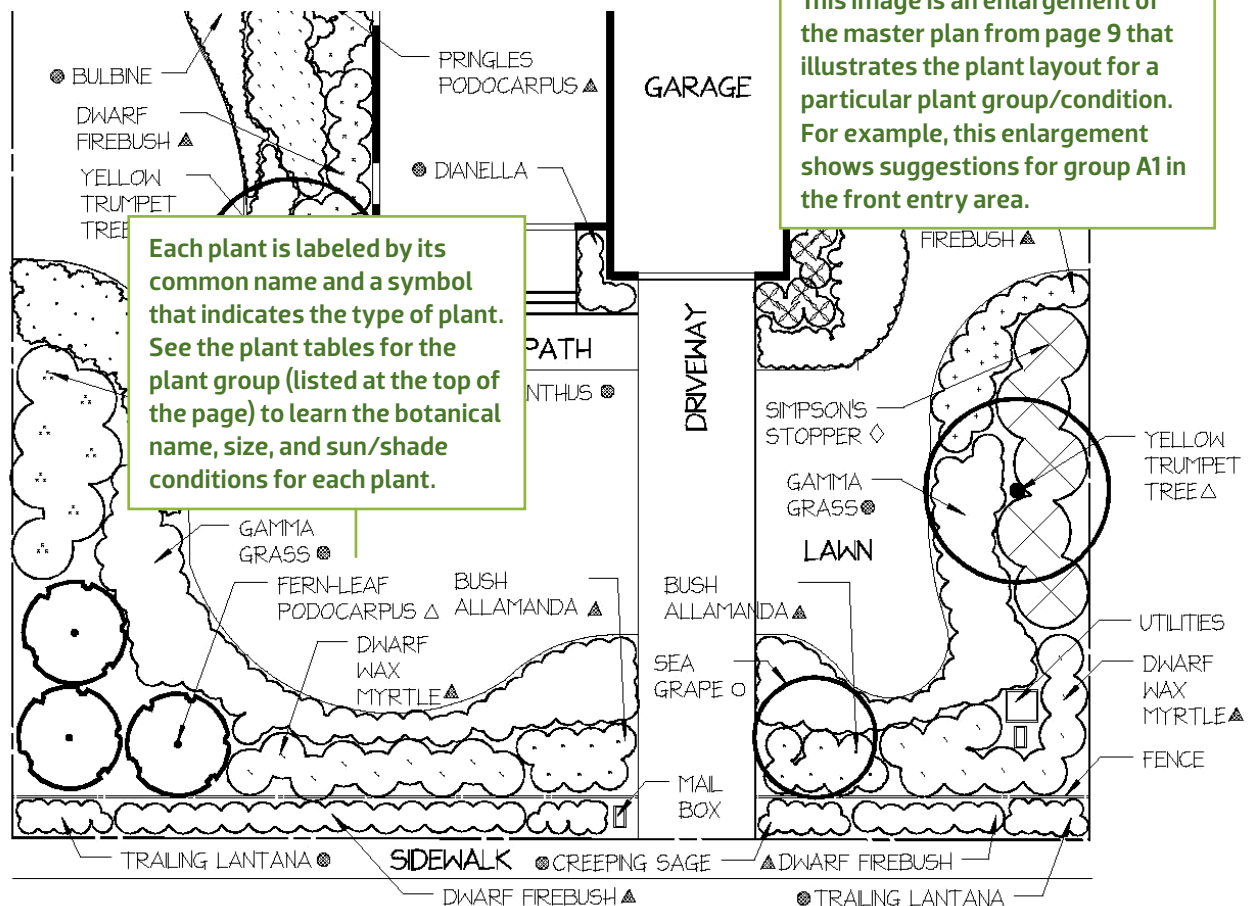 This image is an enlargement of
the master plan from page 9 that
illustrates the plant layout for a
particular plant group/condition.
For example, this enlargement
shows suggestions for group A1 in
the front entry area.
BULBINE
PRINGLES
PODOCARPUS
GARAGE
DWARF
FIREBUSH
YELLOW
TRUMPET
TREE
DIANELLA
FIREBUSH
Each plant is labeled by its
common name and a symbol
that indicates the type of plant.
See the plant tables for the
plant group (listed at the top of
the page) to learn the botanical
name, size, and sun/shade
conditions for each plant.
PATH
NTHUS
DRIVEWAY
SIMPSON'S
STOPPER
GAMMA
GRASS
YELLOW
TRUMPET
TREE
LAWN
GAMMA
GRASS
FERN-LEAF
PODOCARPUS
BUSH
ALLAMANDA
BUSH
ALLAMANDA
DWARF
WAX
MYRTLE
SEA
GRAPE
UTILITIES
DWARF
WAX
MYRTLE
FENCE
MAIL
BOX
TRAILING LANTANA
SIDEWALK
CREEPING SAGE
DWARF FIREBUSH
DWARF FIREBUSH
TRAILING LANTANA